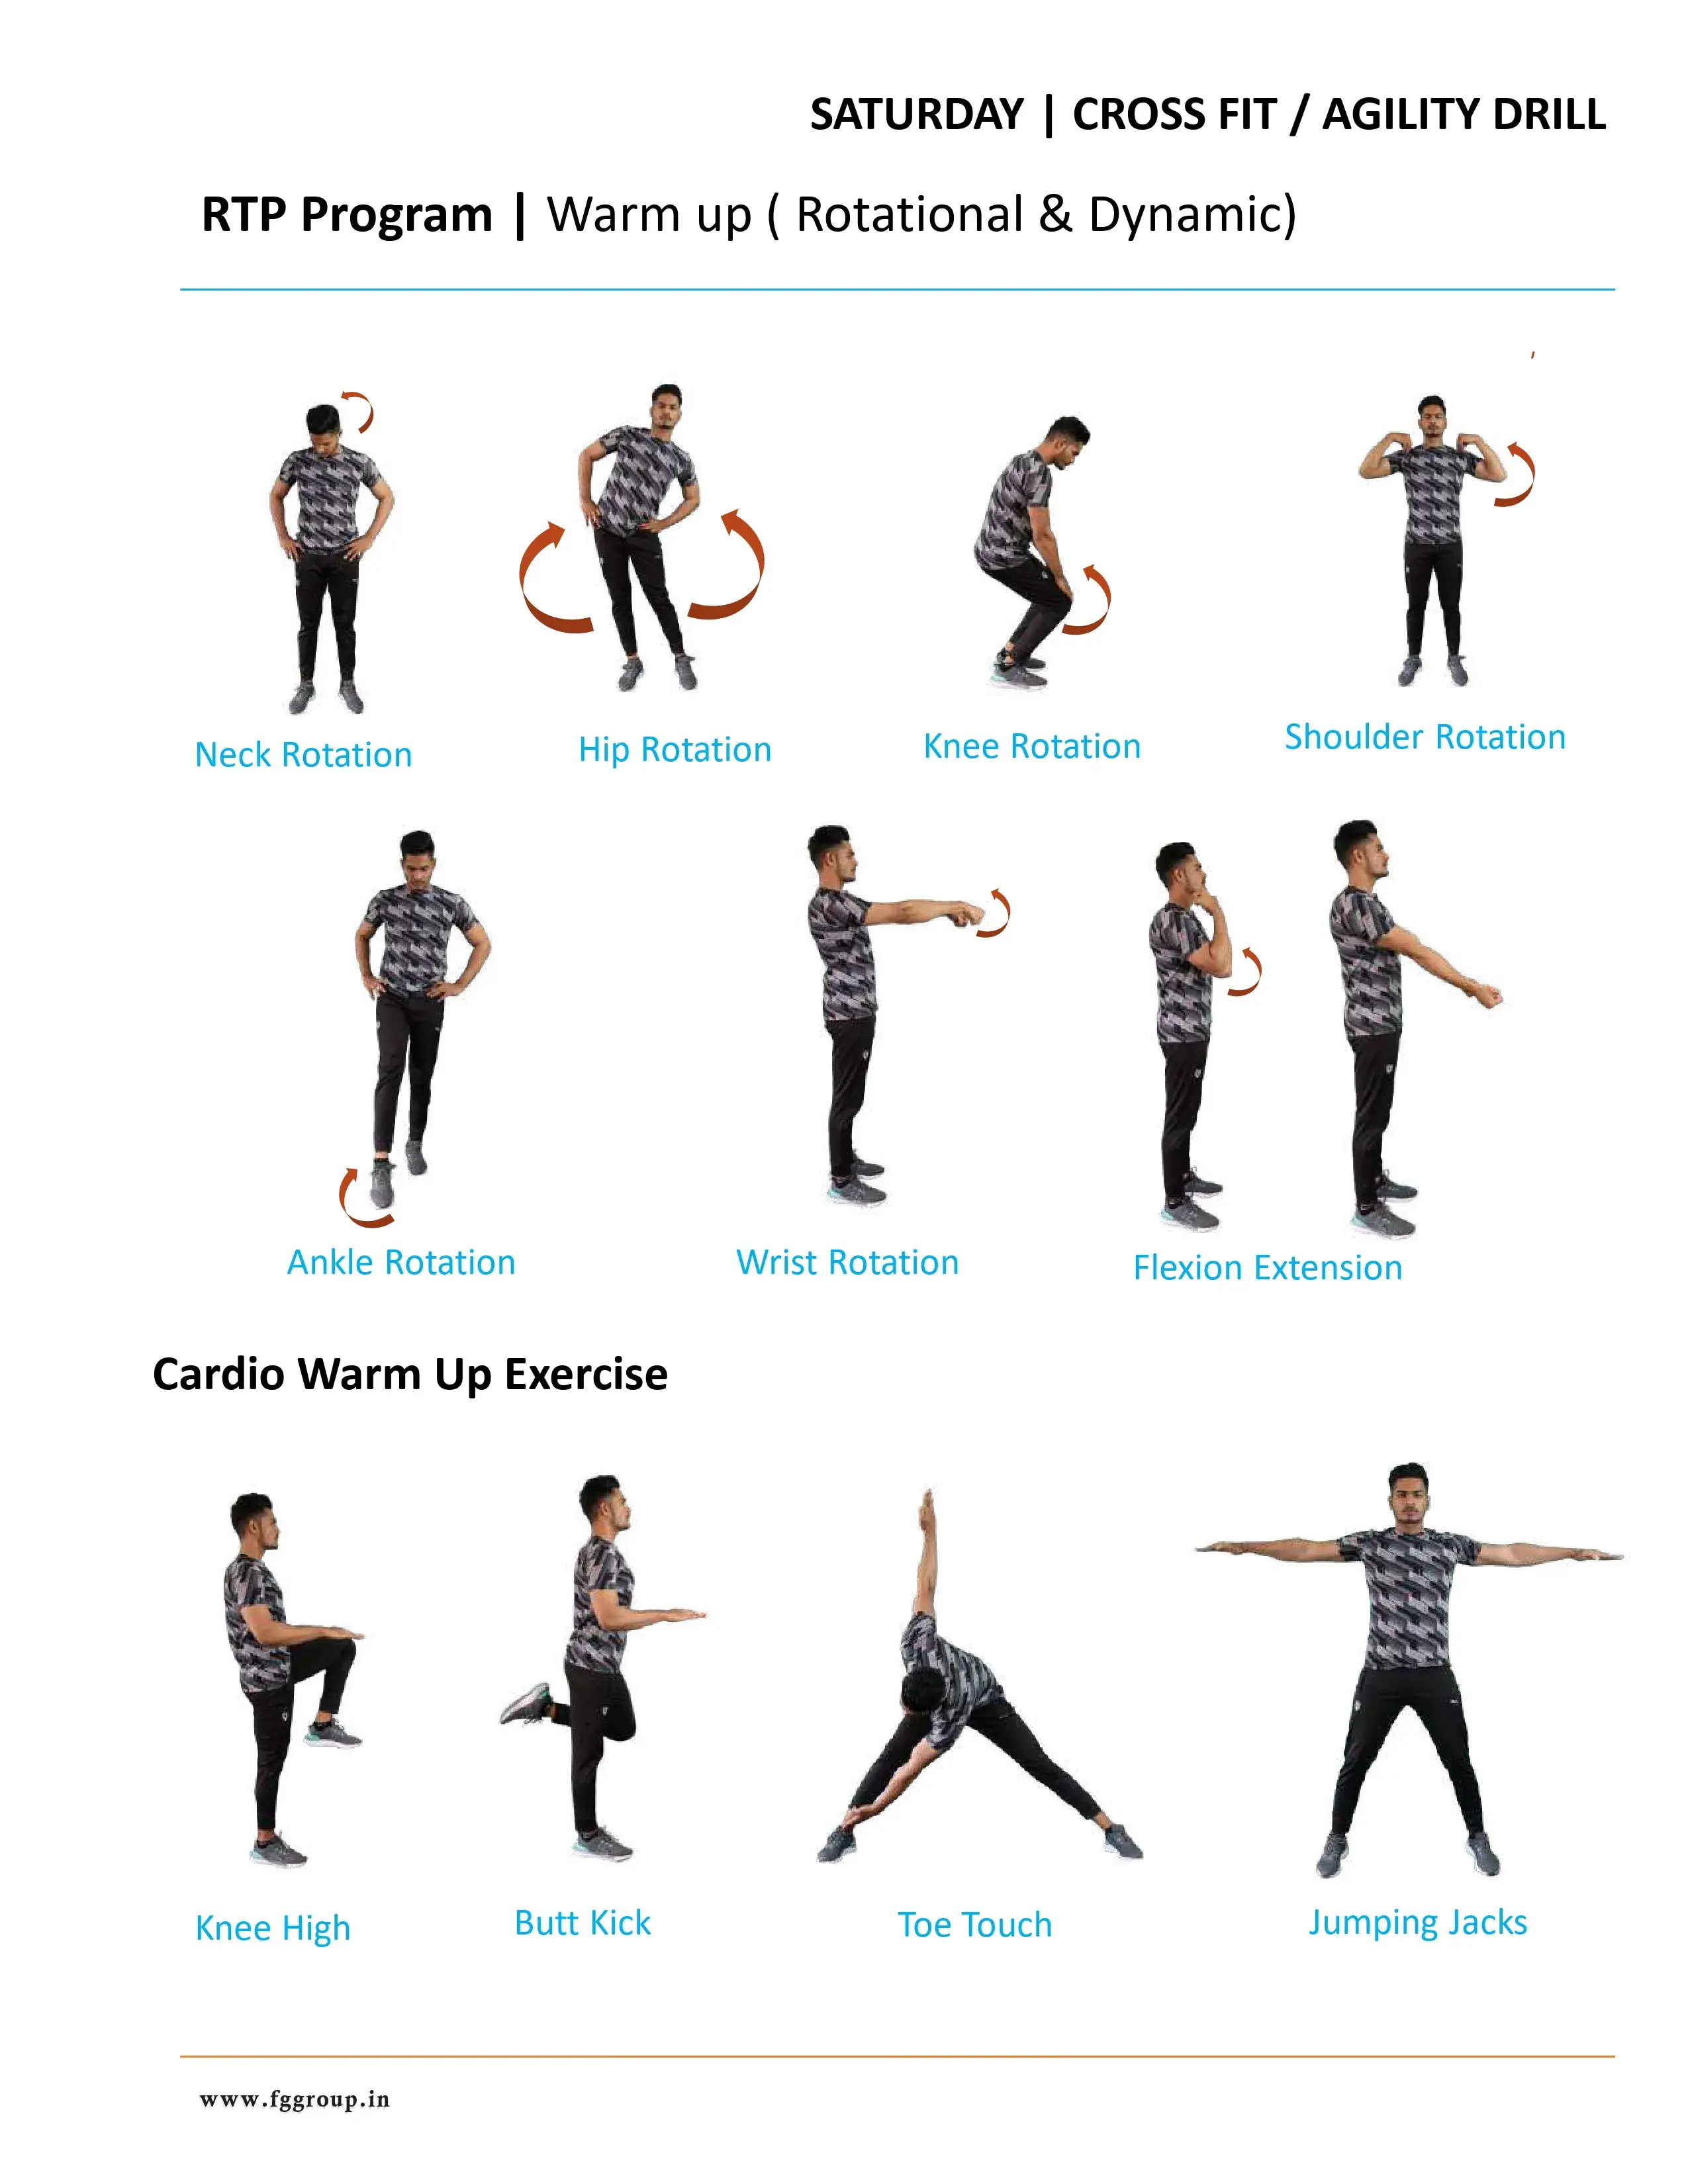 SATURDAY | CROSS FIT / AGILITY DRILL
RTP Program | Warm up ( Rotational & Dynamic)
Neck Rotation
Hip Rotation
Knee Rotation
Shoulder Rotation
Ankle Rotation
Wrist Rotation
Flexion Extension
Cardio Warm Up Exercise
Knee High
Butt Kick
Toe Touch
Jumping Jacks
www.fggroup.in